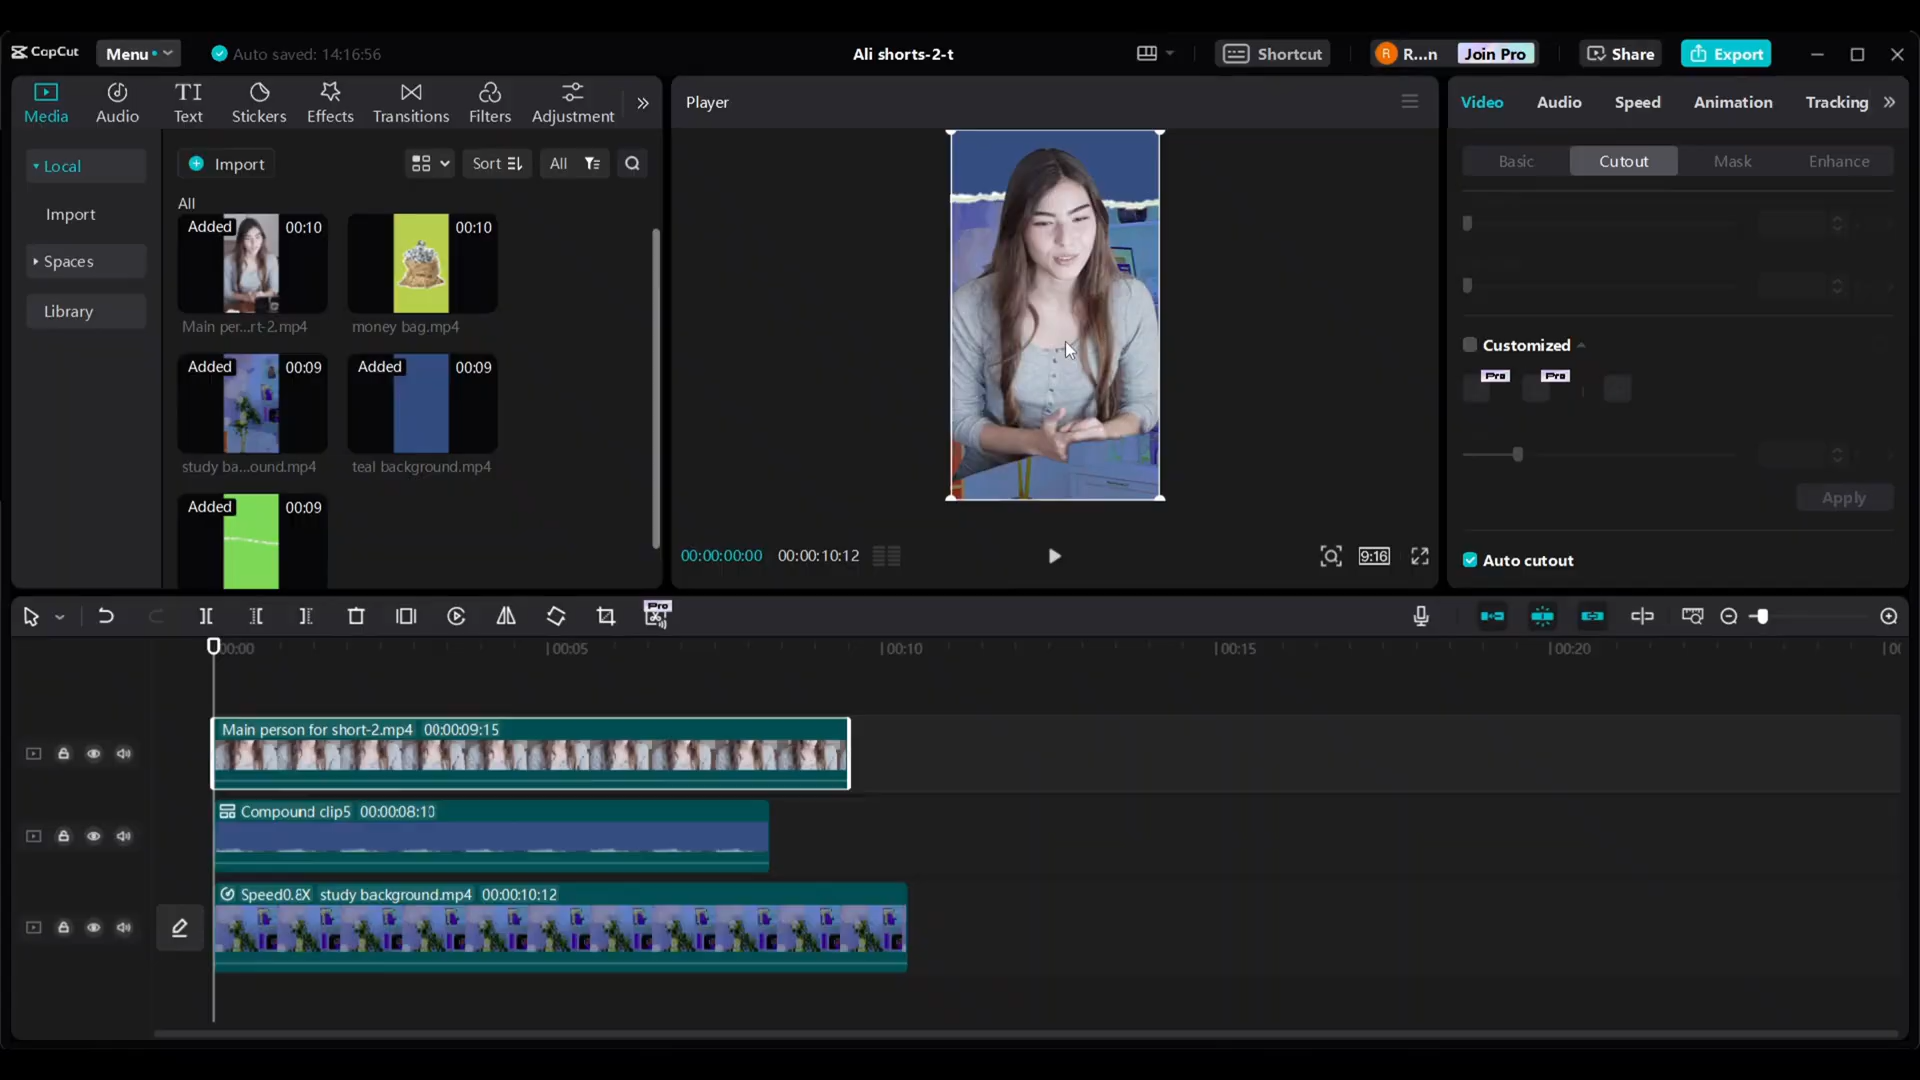 CapCut
Menu
Auto saved: 14:16:56
Ali shorts-2-t
Shortcut
R
R...n
Join Pro
Share
Export
Media
Audio
Text
Stickers
Effects
Transitions
Filters
Adjustment
Player
Video
Audio
Speed
Animation
Tracking
Local
Import
Spaces
Library
Import
Sort
All
All
Added
00:10
Main per...rt-2.mp4
00:10
money bag.mp4
Added
00:09
study ba...ound.mp4
Added
00:09
teal background.mp4
Added
00:09
00:00:00:00
00:00:10:12
9:16
Basic
Cutout
Mask
Enhance
Customized
Pro
Pro
Apply
Auto cutout
Pro
00:00
00:05
00:10
00:15
00:20
Main person for short-2.mp4 00:00:09:15
Compound clip5 00:00:08:10
Speed0.8X study background.mp4 00:00:10:12